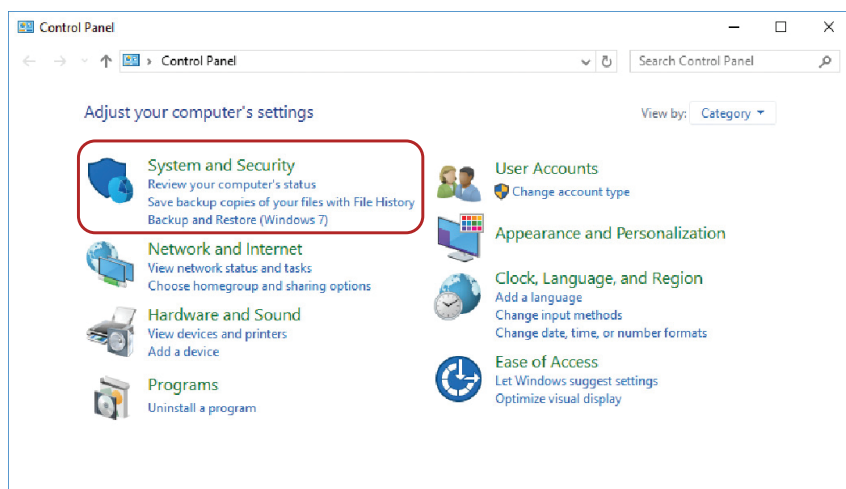 Control Panel
Control Panel
Search Control Panel
Adjust your computer's settings
View by: Category
System and Security
Review your computer's status
Save backup copies of your files with File History
Backup and Restore (Windows 7)
Network and Internet
View network status and tasks
Choose homegroup and sharing options
Hardware and Sound
View devices and printers
Add a device
Programs
Uninstall a program
User Accounts
Change account type
Appearance and Personalization
Clock, Language, and Region
Add a language
Change input methods
Change date, time, or number formats
Ease of Access
Let Windows suggest settings
Optimize visual display